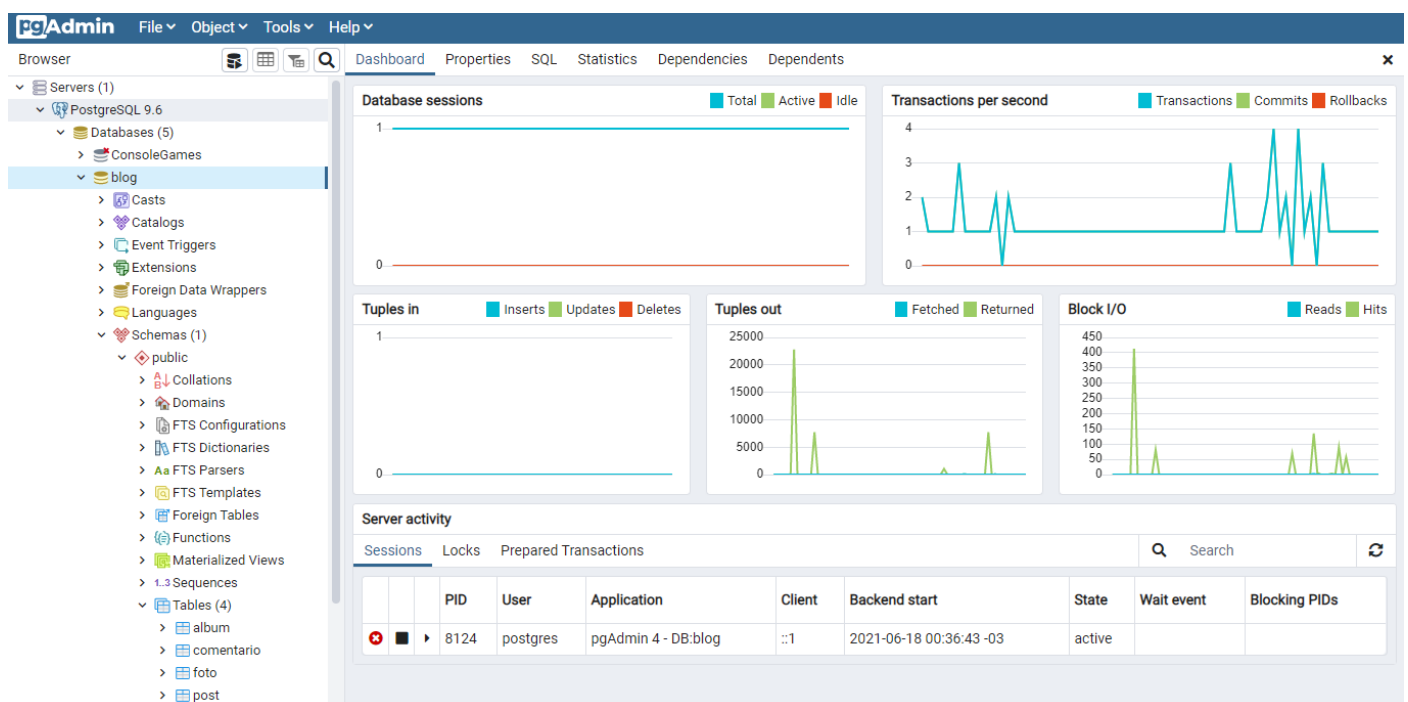 pgAdmin File Object Tools Help
Browser
Dashboard Properties SQL Statistics Dependencies Dependents
Servers (1)
PostgreSQL 9.6
Databases (5)
ConsoleGames
blog
Casts
Catalogs
Event Triggers
Extensions
Foreign Data Wrappers
Languages
Schemas (1)
public
Collations
Domains
FTS Configurations
FTS Dictionaries
Aa FTS Parsers
FTS Templates
Foreign Tables
Functions
Materialized Views
1..3 Sequences
Tables (4)
album
comentario
foto
post
Database sessions Total Active Idle
1
0
Transactions per second Transactions Commits Rollbacks
4
3
2
1
0
Tuples in Inserts Updates Deletes
1
0
Tuples out Fetched Returned
25000
20000
15000
10000
5000
0
Block I/O Reads Hits
450
400
350
300
250
200
150
100
50
0
Server activity
Sessions Locks Prepared Transactions Search
PID User Application Client Backend start State Wait event Blocking PIDs
8124 postgres pgAdmin 4 - DB:blog ::1 2021-06-18 00:36:43 -03 active